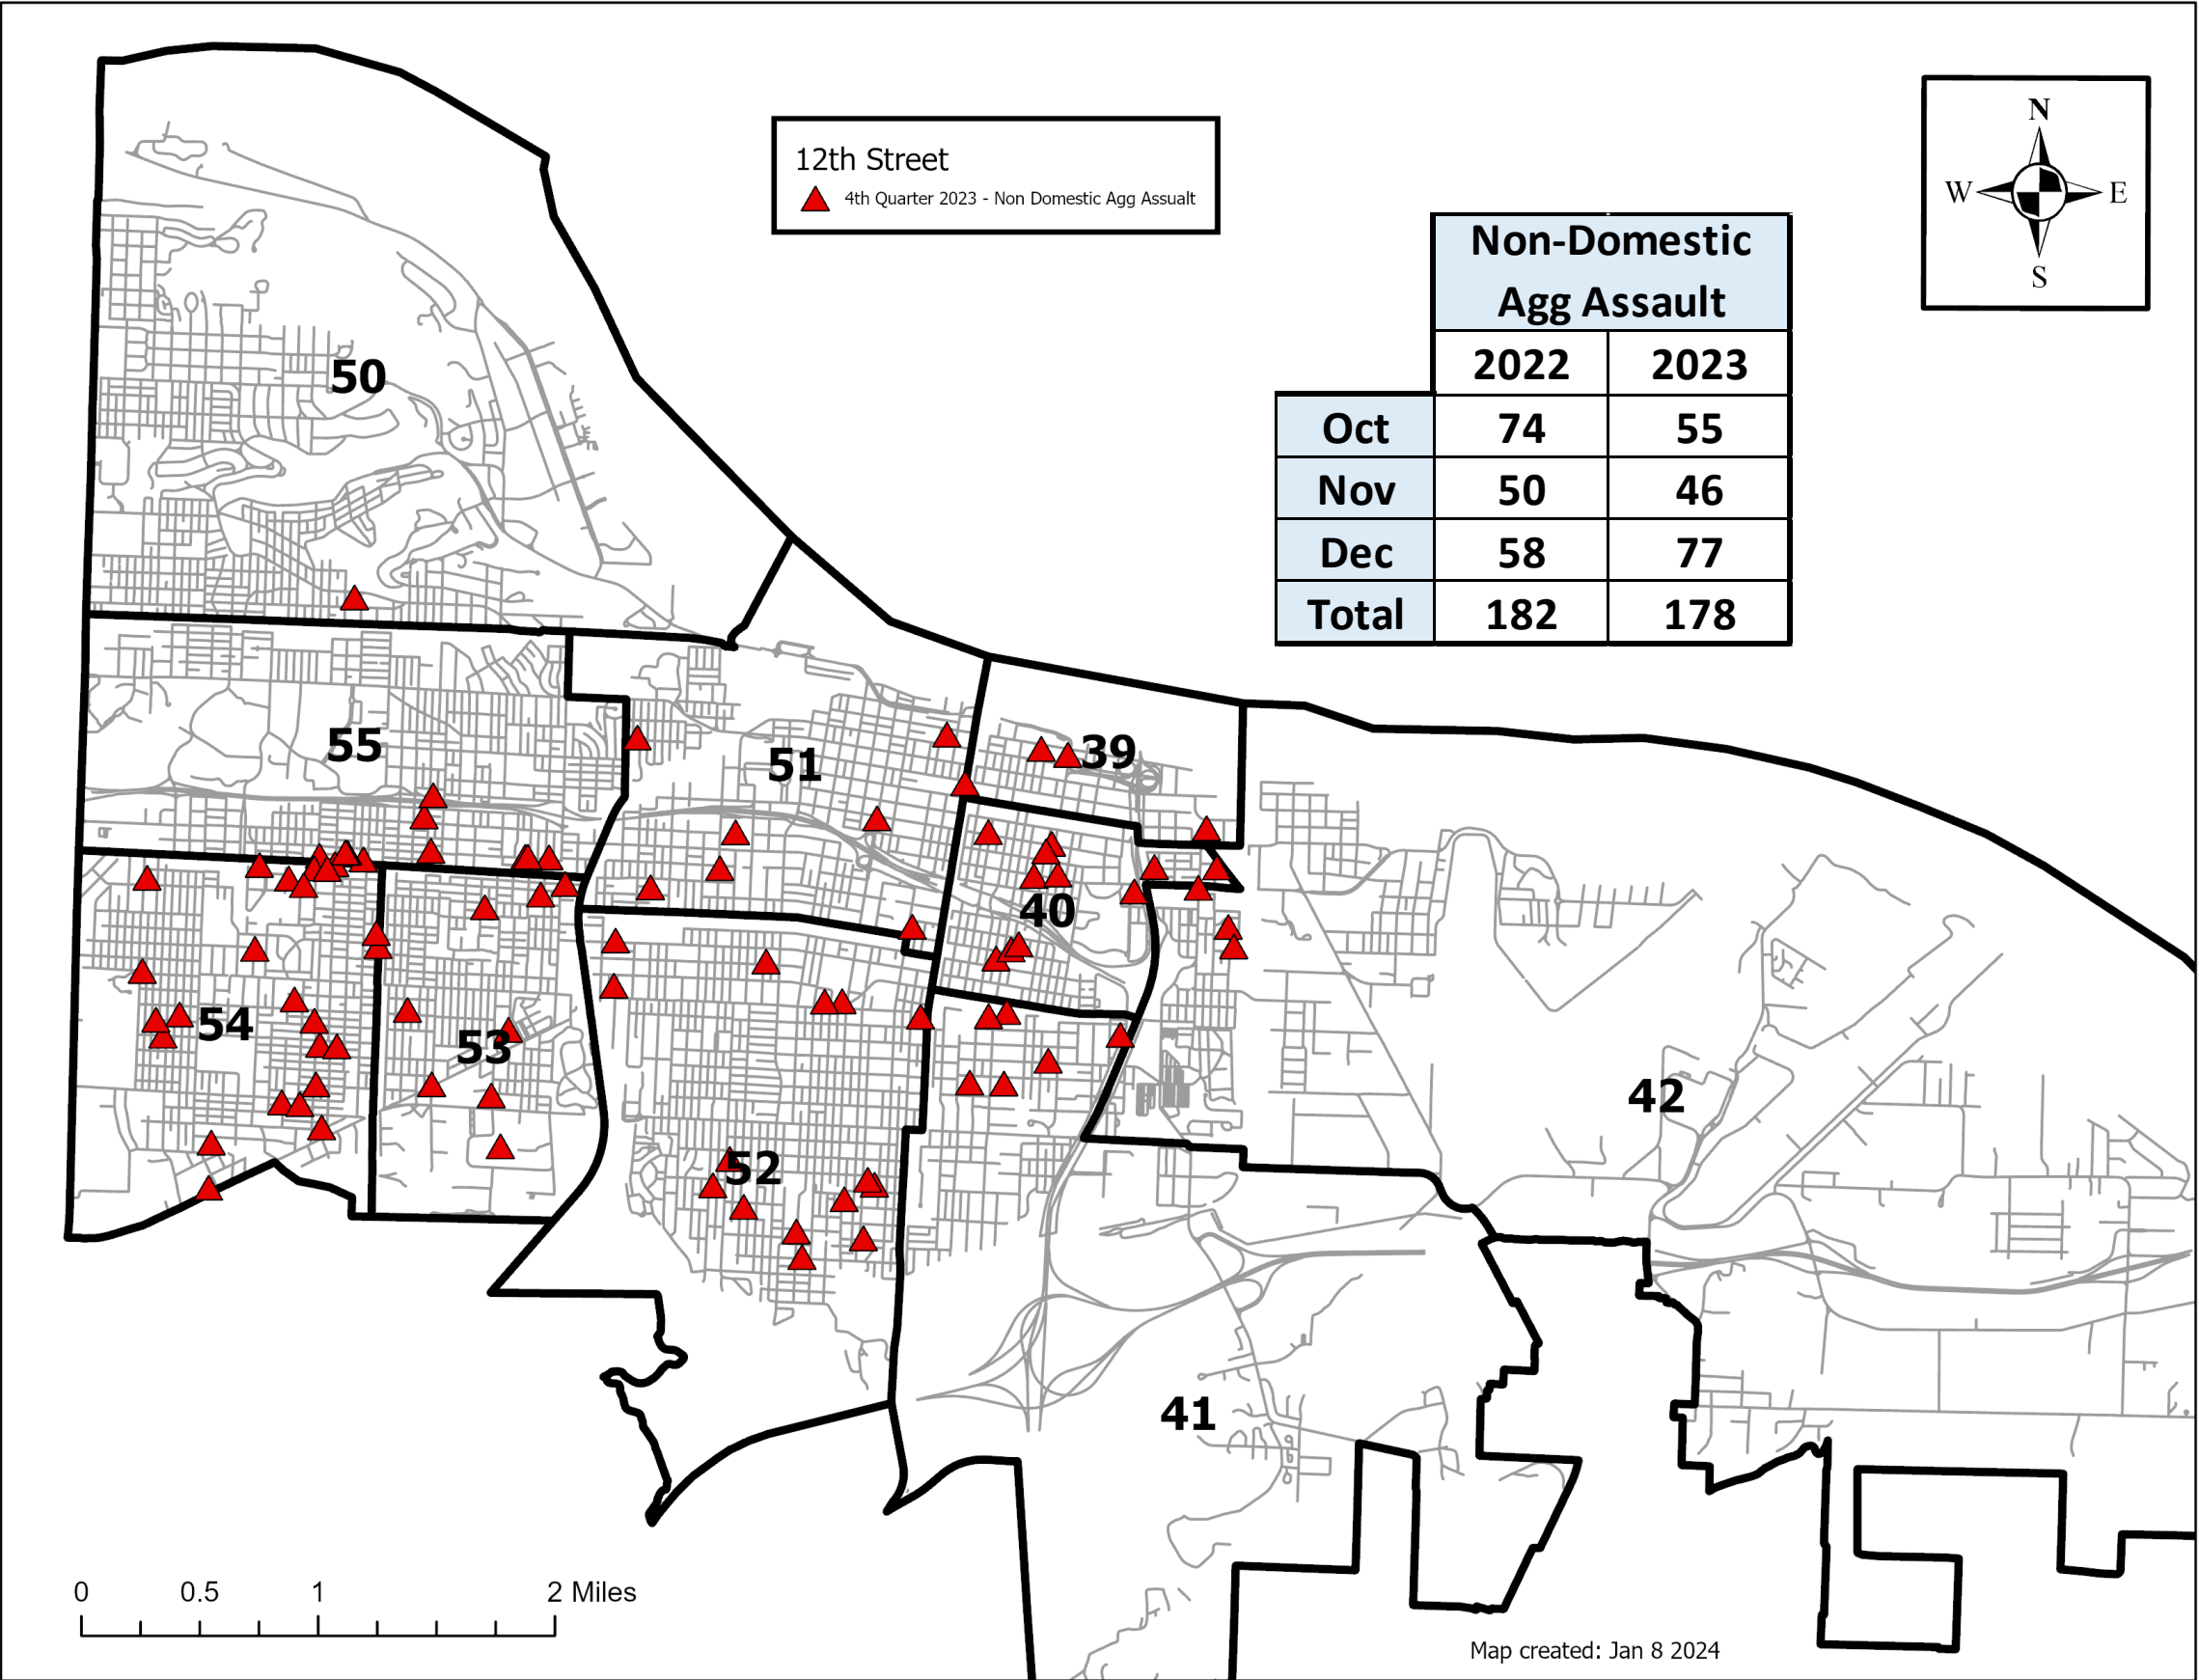 N
W E
S
12th Street
4th Quarter 2023 - Non Domestic Agg Assualt
Non-Domestic
Agg Assault
2022 2023
Oct 74 55
Nov 50 46
Dec 58 77
Total 182 178
50
55
51
39
40
54
53
52
42
41
0 0.5 1 2 Miles
Map created: Jan 8 2024